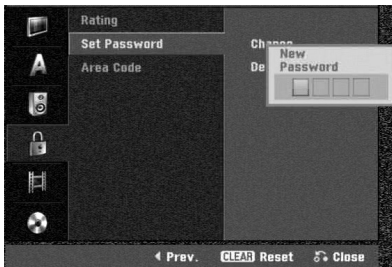 Rating
Set Password
Change
New
Password
Area Code
De
A
Prev.
CLEAR Reset
Close